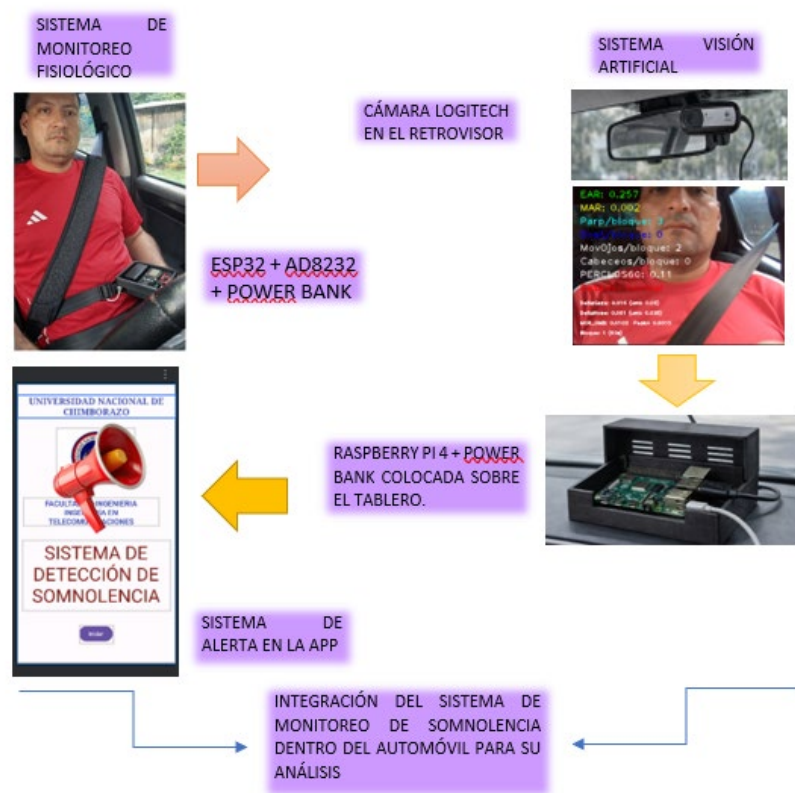 SISTEMA DE
MONITOREO
FISIOLÓGICO
SISTEMA VISIÓN
ARTIFICIAL
CÁMARA LOGITECH
EN EL RETROVISOR
ESP32 + AD8232
+ POWER BANK
EAR: 0.257
MAR: 0.002
Parp/bloque: 3
MovOjos/bloque: 2
Cabeceos/bloque: 0
PERCLOS60: 0.11
UNIVERSIDAD NACIONAL DE
CHIMBORAZO
INGENIERIA
EN
SISTEMA DE
DETECCIÓN DE
SOMNOLENCIA
RASPBERRY PI 4 + POWER
BANK COLOCADA SOBRE
EL TABLERO.
SISTEMA DE
ALERTA EN LA APP
INTEGRACIÓN DEL SISTEMA DE
MONITOREO DE SOMNOLENCIA
DENTRO DEL AUTOMÓVIL PARA SU
ANÁLISIS